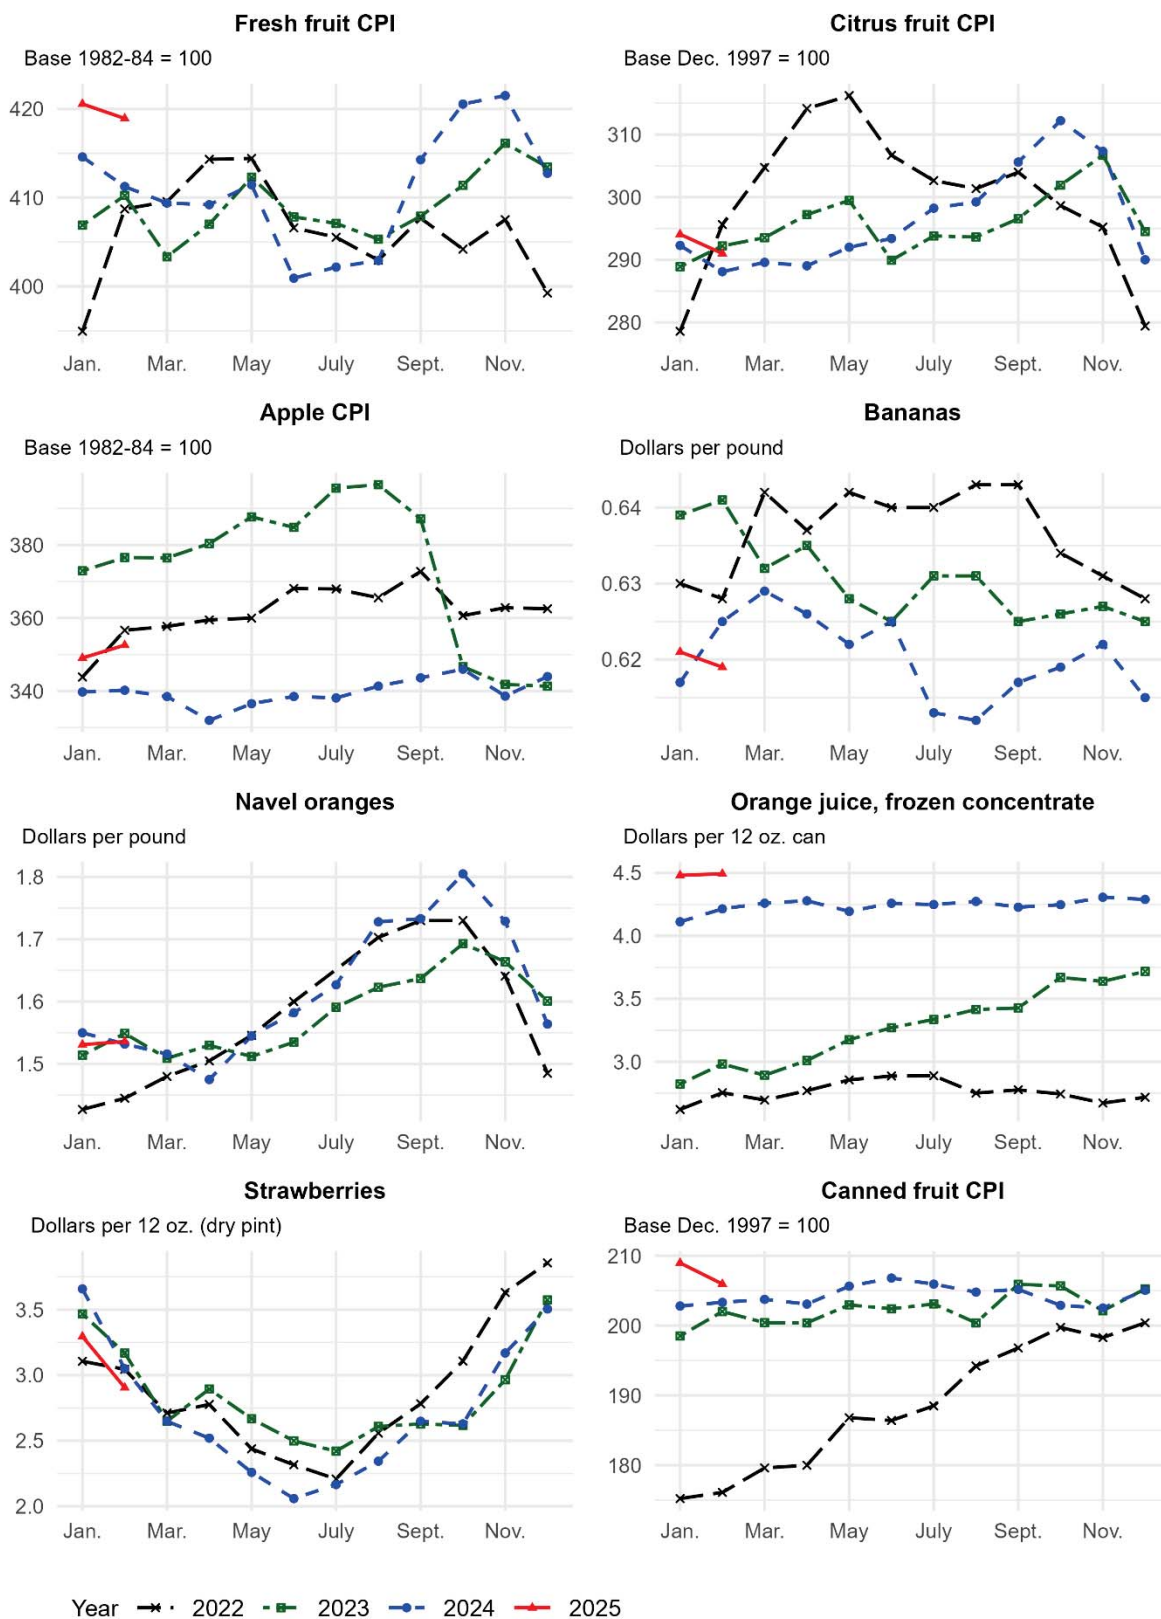 Fresh fruit CPI
Base 1982-84 = 100
420
410
400
Jan. Mar. May July Sept. Nov.
Citrus fruit CPI
Base Dec. 1997 = 100
310
300
290
280
Jan. Mar. May July Sept. Nov.
Apple CPI
Base 1982-84 = 100
380
360
340
Jan. Mar. May July Sept. Nov.
Bananas
Dollars per pound
0.64
0.63
0.62
Jan. Mar. May July Sept. Nov.
Navel oranges
Dollars per pound
1.8
1.7
1.6
1.5
Jan. Mar. May July Sept. Nov.
Orange juice, frozen concentrate
Dollars per 12 oz. can
4.5
4.0
3.5
3.0
Jan. Mar. May July Sept. Nov.
Strawberries
Dollars per 12 oz. (dry pint)
3.5
3.0
2.5
2.0
Jan. Mar. May July Sept. Nov.
Canned fruit CPI
Base Dec. 1997 = 100
210
200
190
180
Jan. Mar. May July Sept. Nov.
Year 2022 2023 2024 2025